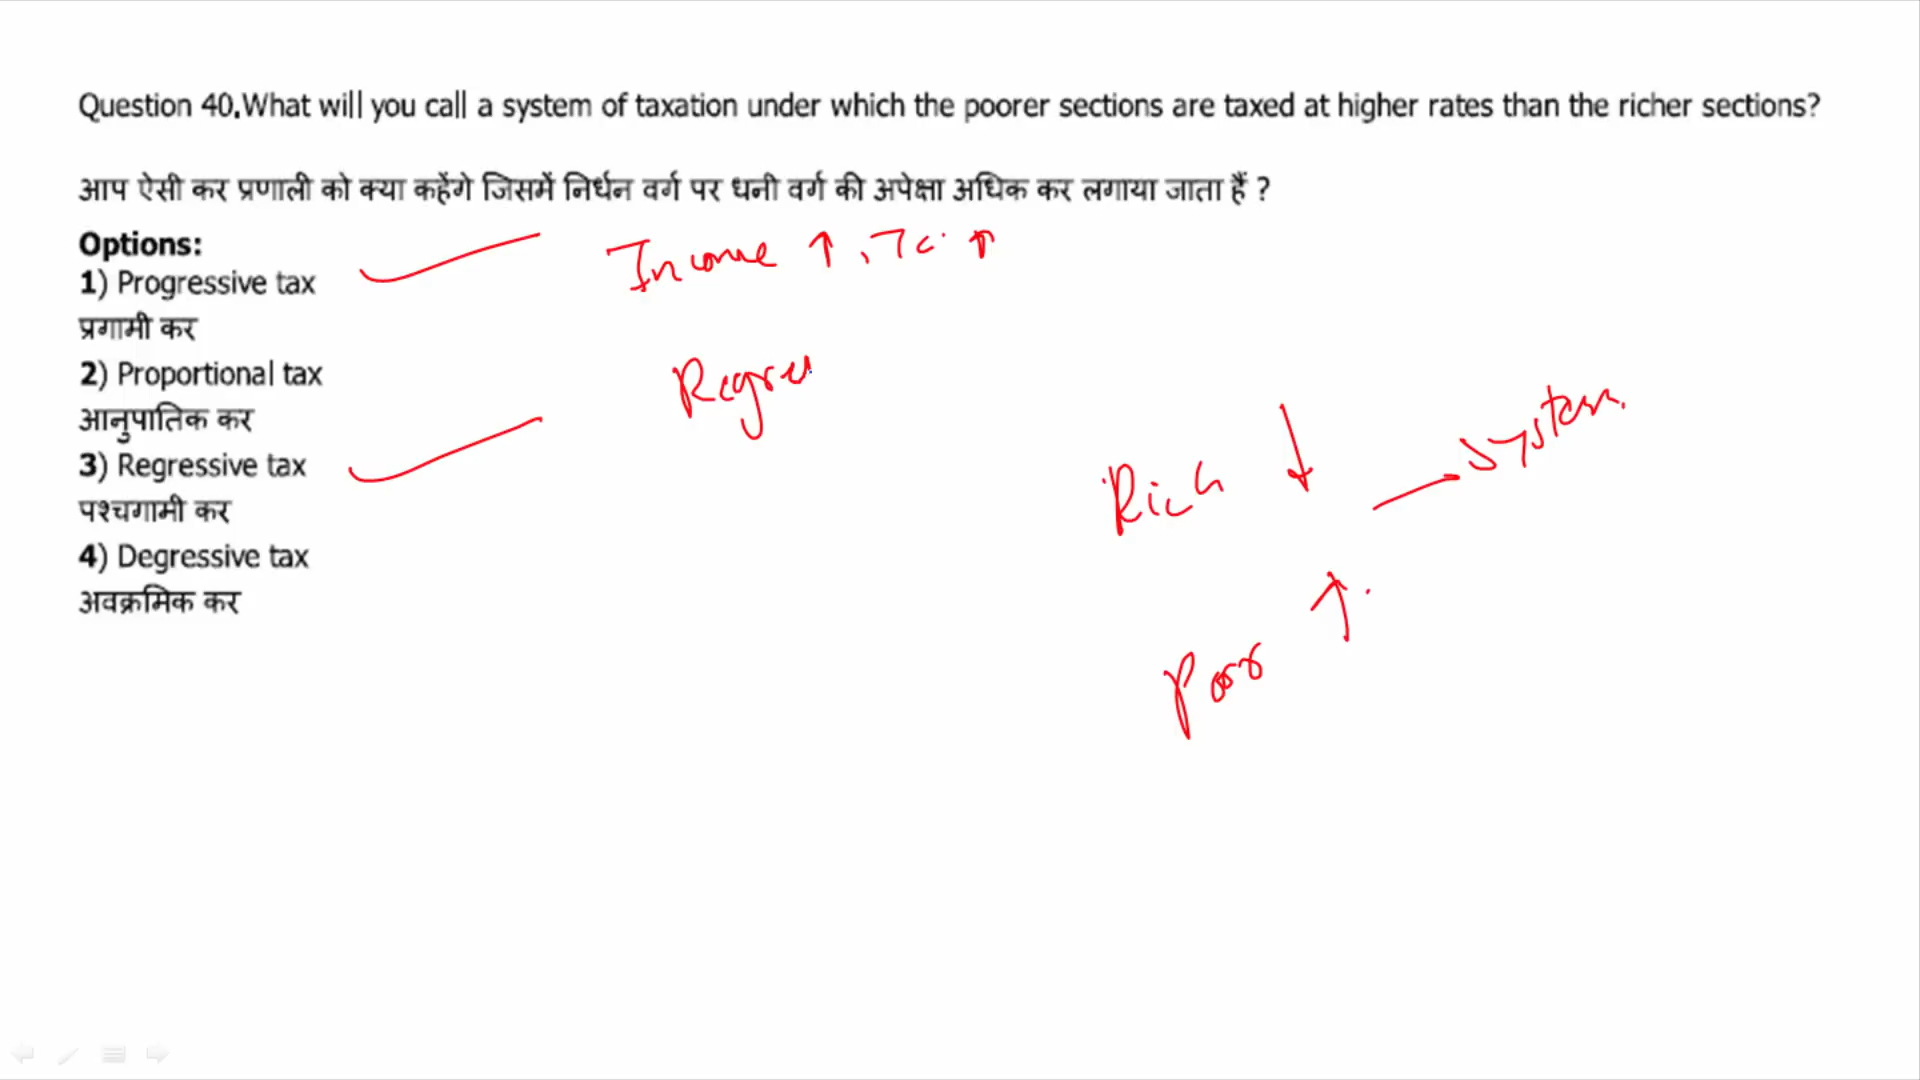 Question 40.What will you call a system of taxation under which the poorer sections are taxed at higher rates than the richer sections?
आप ऐसी कर प्रणाली को क्या कहेंगे जिसमें निर्धन वर्ग पर धनी वर्ग की अपेक्षा अधिक कर लगाया जाता हैं ?
Options:
1) Progressive tax
Income ↑, ↑
प्रगामी कर
2) Proportional tax
Regre
आनुपातिक कर
3) Regressive tax
Rich ↓
System.
पश्चगामी कर
4) Degressive tax
अवक्रमिक कर
Poor ↑